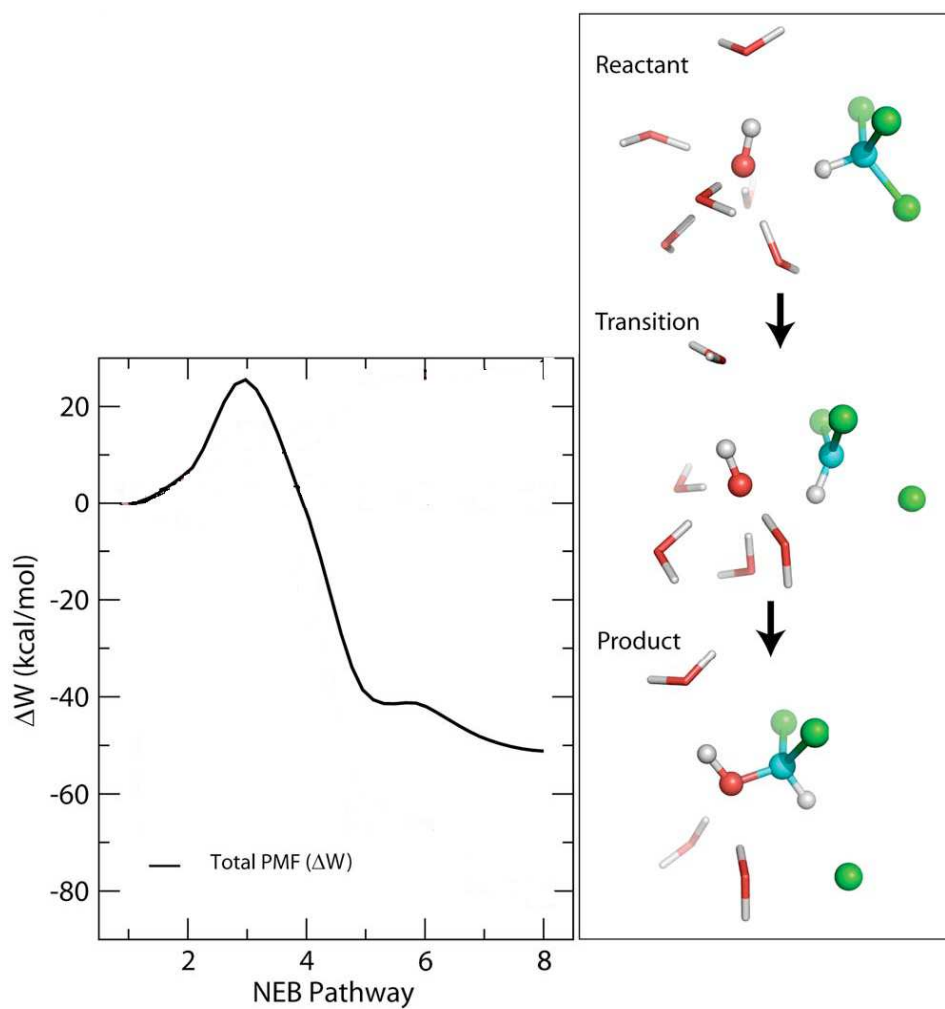 Reactant
Transition
Product
20
0
-20
-40
-60
-80
ΔW (kcal/mol)
Total PMF (ΔW)
2 4 6 8
NEB Pathway